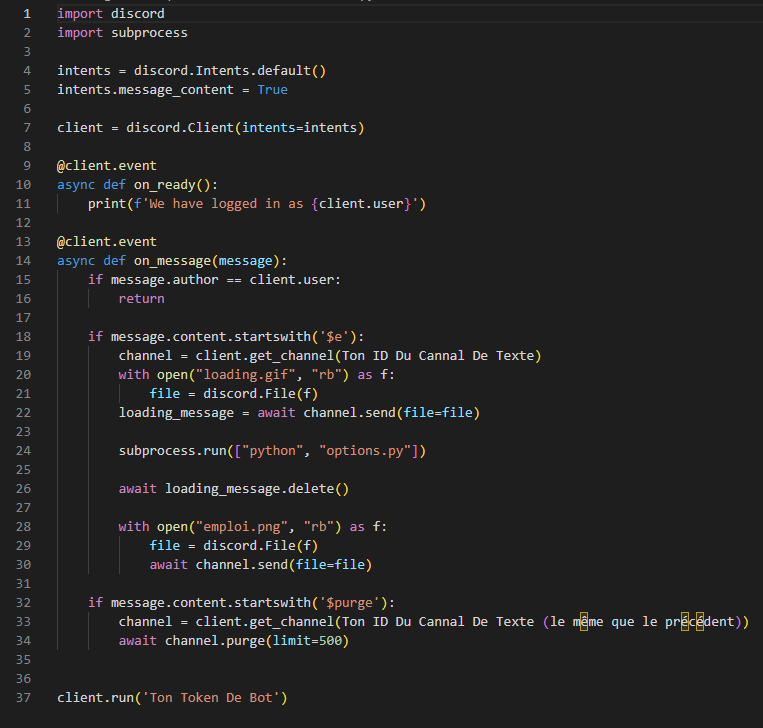 1 import discord
2 import subprocess
3
4 intents = discord.Intents.default()
5 intents.message_content = True
6
7 client = discord.Client(intents=intents)
8
9 @client.event
10 async def on_ready():
11     print(f'We have logged in as {client.user}')
12
13 @client.event
14 async def on_message(message):
15     if message.author == client.user:
16         return
17
18     if message.content.startswith('$e'):
19         channel = client.get_channel(Ton ID Du Cannal De Texte)
20         with open("loading.gif", "rb") as f:
21             file = discord.File(f)
22         loading_message = await channel.send(file=file)
23
24         subprocess.run(["python", "options.py"])
25
26         await loading_message.delete()
27
28         with open("emploi.png", "rb") as f:
29             file = discord.File(f)
30             await channel.send(file=file)
31
32     if message.content.startswith('$purge'):
33         channel = client.get_channel(Ton ID Du Cannal De Texte (le même que le précédent))
34         await channel.purge(limit=500)
35
36
37 client.run('Ton Token De Bot')